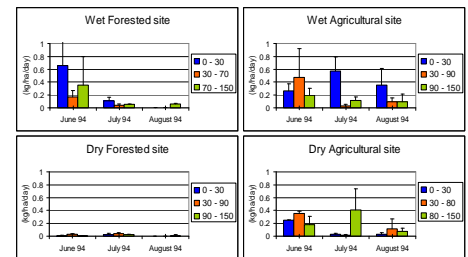 Wet Forested site
(kg/ha/day)
1
0.8
0.6
0.4
0.2
0
June 94 July 94 August 94
0 - 30
30 - 70
70 - 150
Wet Agricultural site
(kg/ha/day)
1
0.8
0.6
0.4
0.2
0
June 94 July 94 August 94
0 - 30
30 - 90
90 - 150
Dry Forested site
(kg/ha/day)
1
0.8
0.6
0.4
0.2
0
June 94 July 94 August 94
0 - 30
30 - 90
90 - 150
Dry Agricultural site
(kg/ha/day)
1
0.8
0.6
0.4
0.2
0
June 94 July 94 August 94
0 - 30
30 - 80
80 - 150